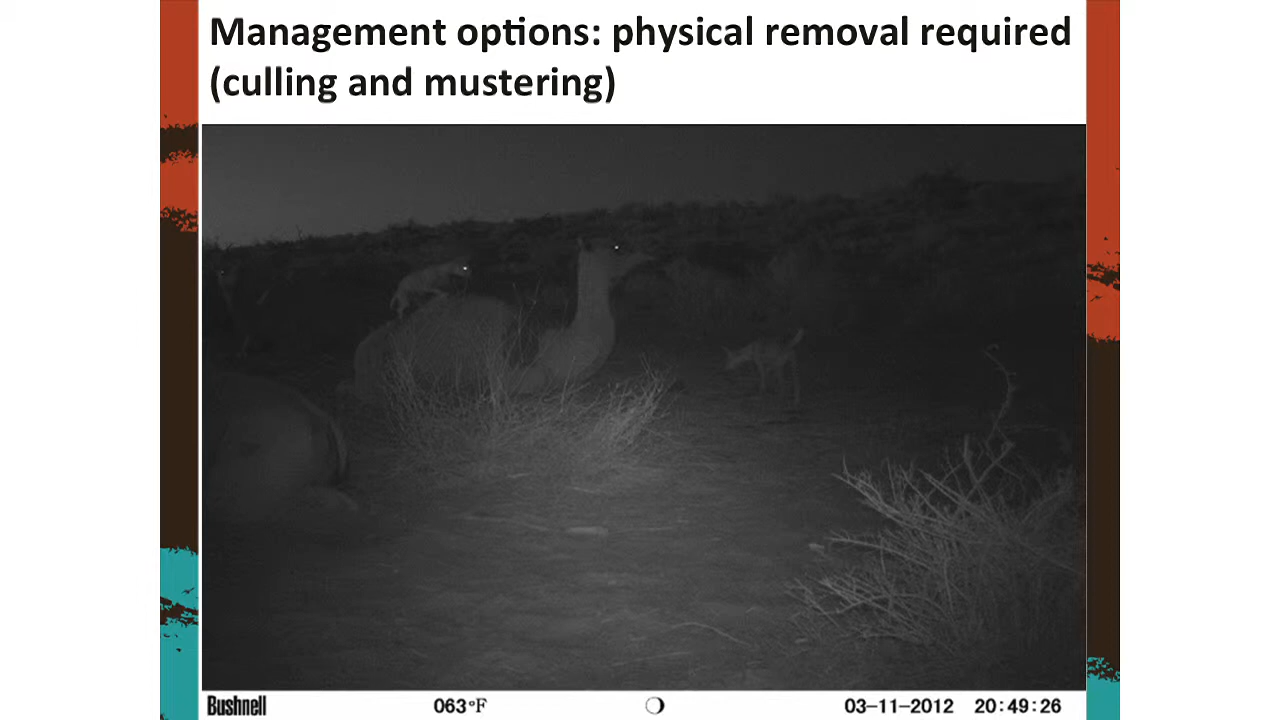 Management options: physical removal required
(culling and mustering)
Bushnell 063°F 03-11-2012 20:49:26